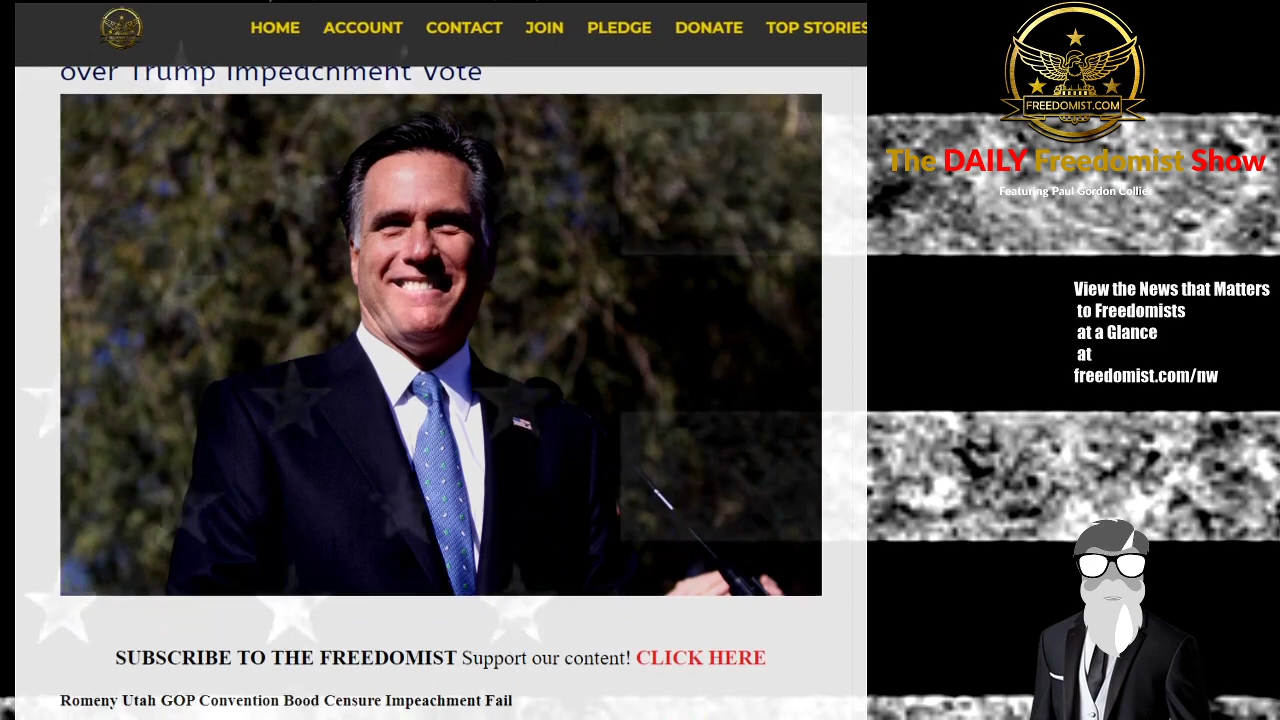 HOME ACCOUNT CONTACT JOIN PLEDGE DONATE TOP STORIES
over Trump Impeachment Vote
SUBSCRIBE TO THE FREEDOMIST Support our content! CLICK HERE
Romeny Utah GOP Convention Bood Censure Impeachment Fail
FREEDOMIST.COM
The DAILY Freedomist Show
Featuring Paul Gordon Collier
View the News that Matters
to Freedomists
at a Glance
at
freedomist.com/nw